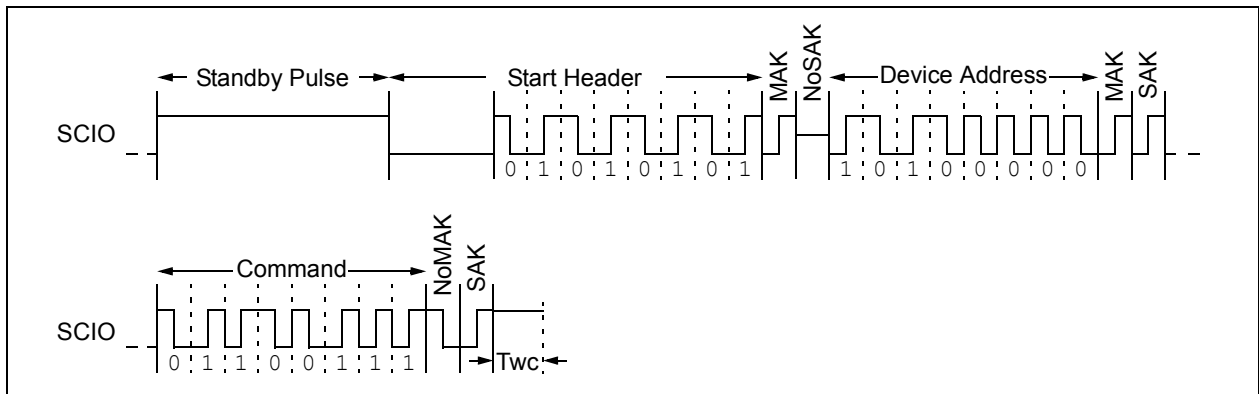 Standby Pulse Start Header MAK NoSAK Device Address MAK SAK
SCIO
0 1 0 1 0 1 0 1 1 0 1 0 0 0 0 0
Command NoMAK SAK
SCIO
0 1 1 0 0 1 1 1 Twc